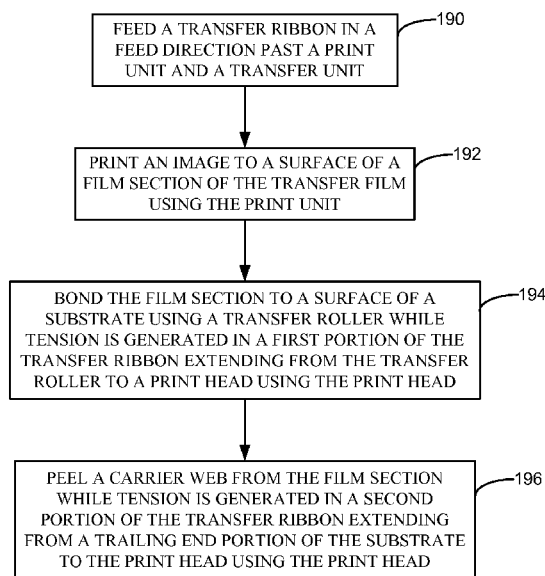 FEED A TRANSFER RIBBON IN A
FEED DIRECTION PAST A PRINT
UNIT AND A TRANSFER UNIT
190
PRINT AN IMAGE TO A SURFACE OF A
FILM SECTION OF THE TRANSFER FILM
USING THE PRINT UNIT
192
BOND THE FILM SECTION TO A SURFACE OF A
SUBSTRATE USING A TRANSFER ROLLER WHILE
TENSION IS GENERATED IN A FIRST PORTION OF THE
TRANSFER RIBBON EXTENDING FROM THE TRANSFER
ROLLER TO A PRINT HEAD USING THE PRINT HEAD
194
PEEL A CARRIER WEB FROM THE FILM SECTION
WHILE TENSION IS GENERATED IN A SECOND
PORTION OF THE TRANSFER RIBBON EXTENDING
FROM A TRAILING END PORTION OF THE SUBSTRATE
TO THE PRINT HEAD USING THE PRINT HEAD
196